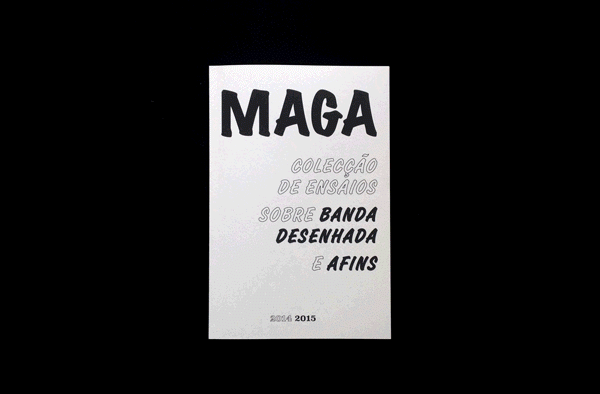 MAGA
COLECÇÃO
DE ENSAIOS
SOBRE BANDA
DESENHADA
E AFINS
2014 2015